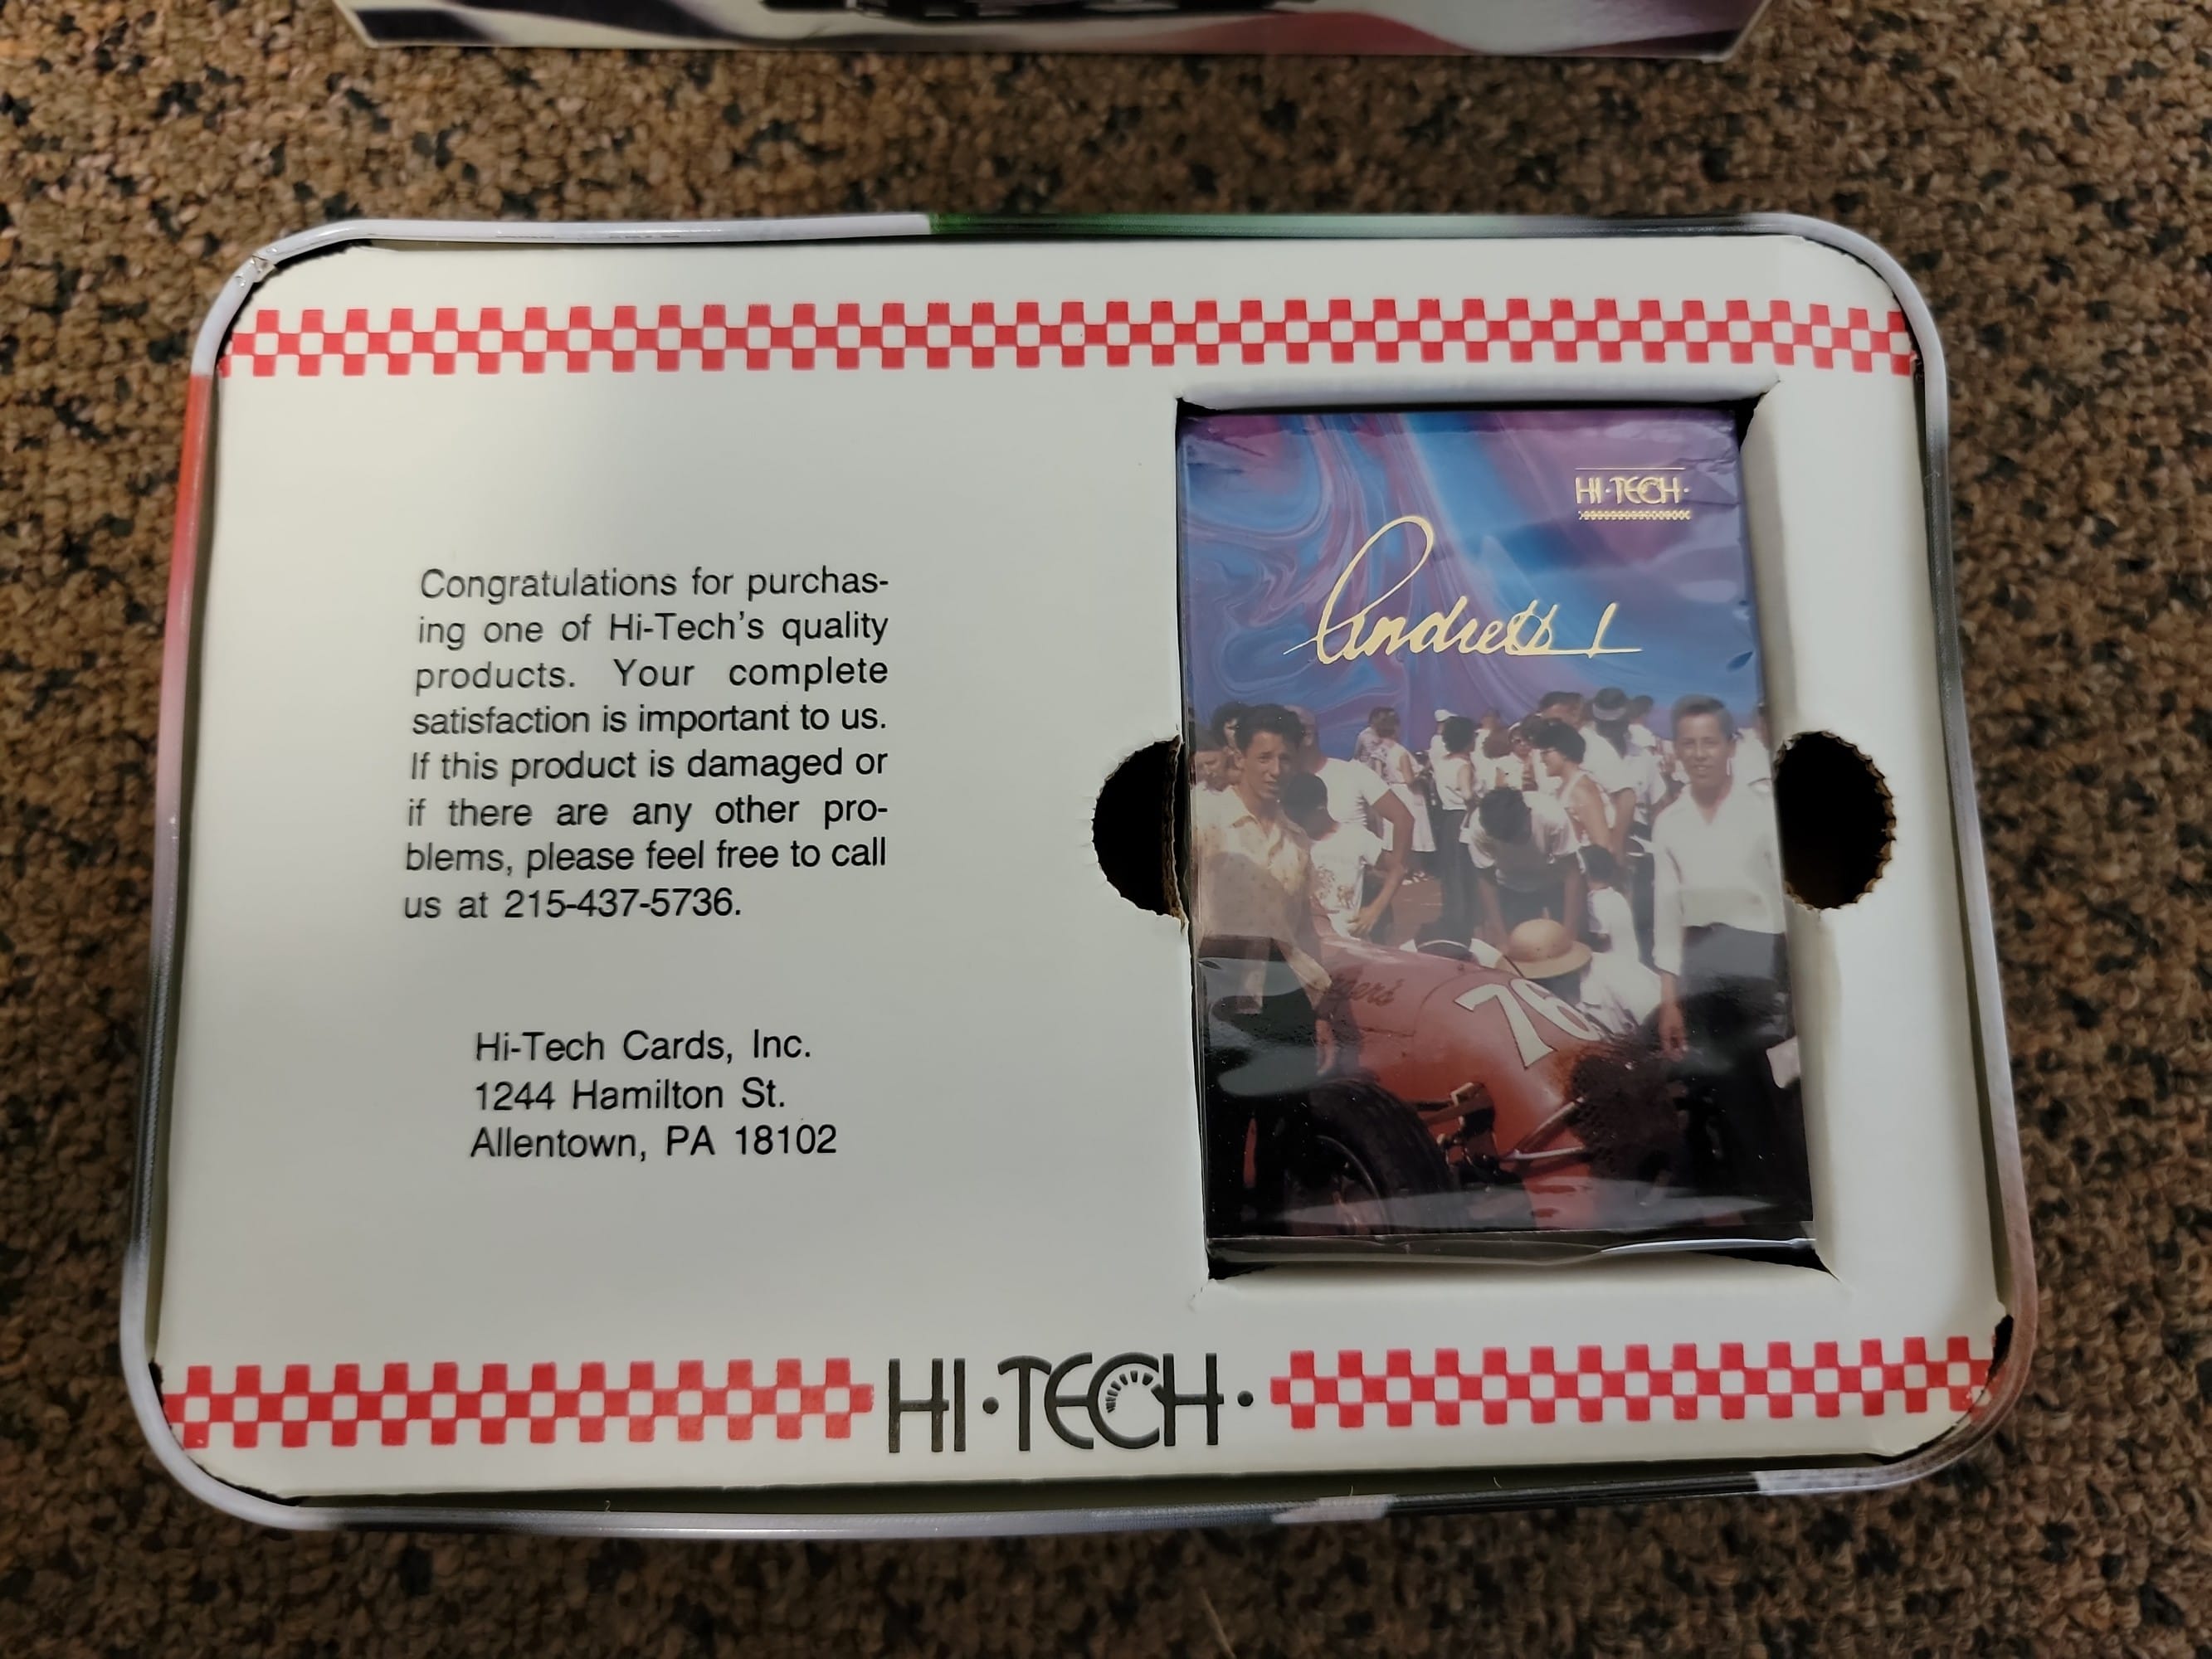 Congratulations for purchas-
ing one of Hi-Tech's quality
products. Your complete
satisfaction is important to us.
If this product is damaged or
if there are any other pro-
blems, please feel free to call
us at 215-437-5736.
Hi-Tech Cards, Inc.
1244 Hamilton St.
Allentown, PA 18102
HI·TECH·
Andretti
76
HI·TECH·